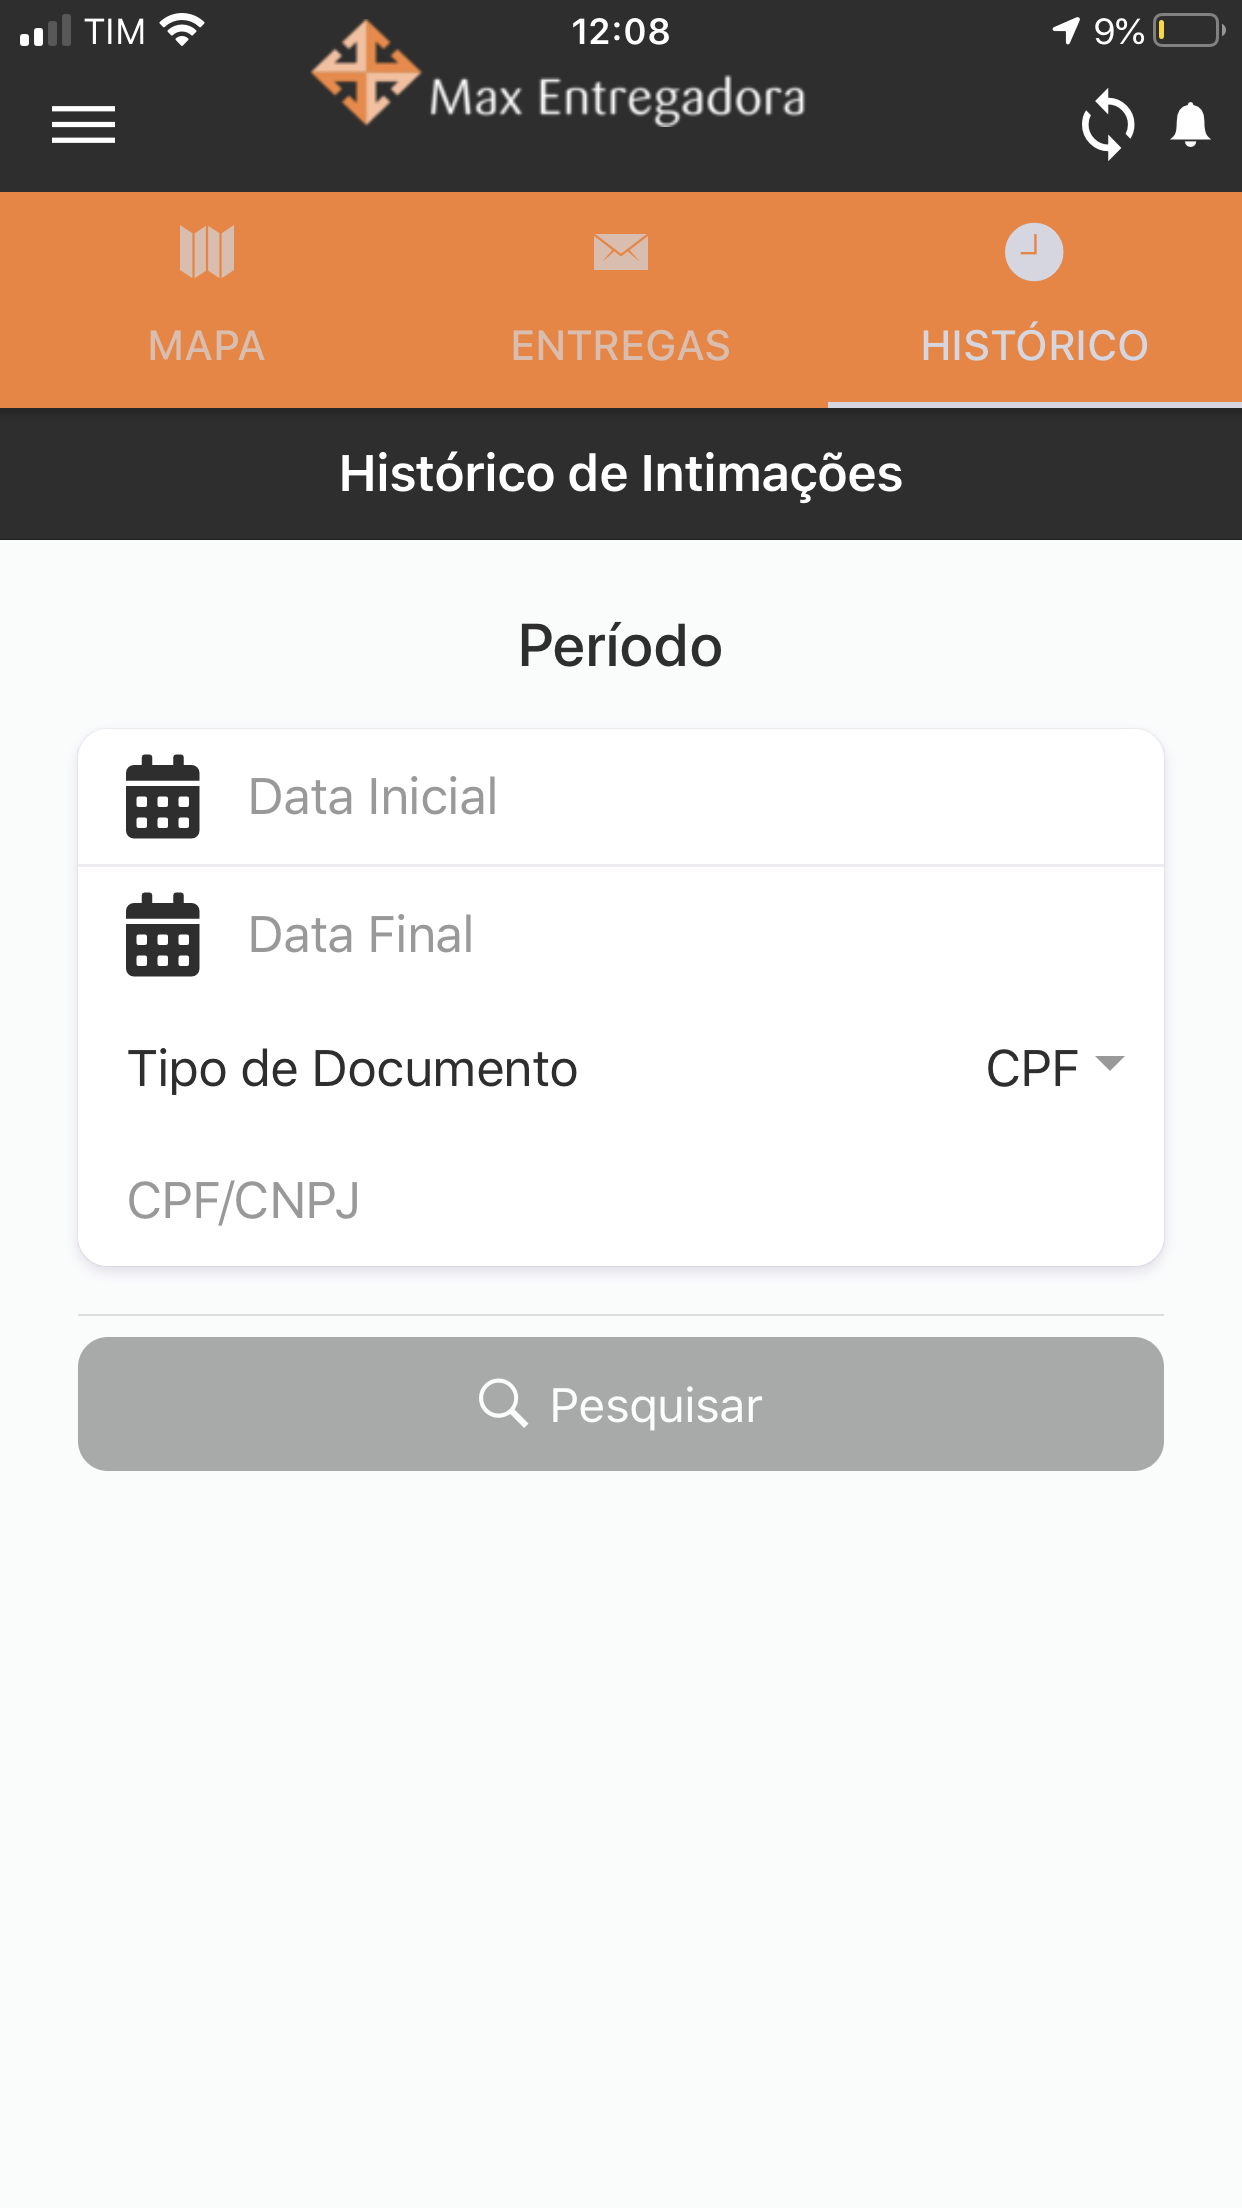 TIM 12:08 9%
Max Entregadora
MAPA ENTREGAS HISTÓRICO
Histórico de Intimações
Período
Data Inicial
Data Final
Tipo de Documento CPF
CPF/CNPJ
Pesquisar